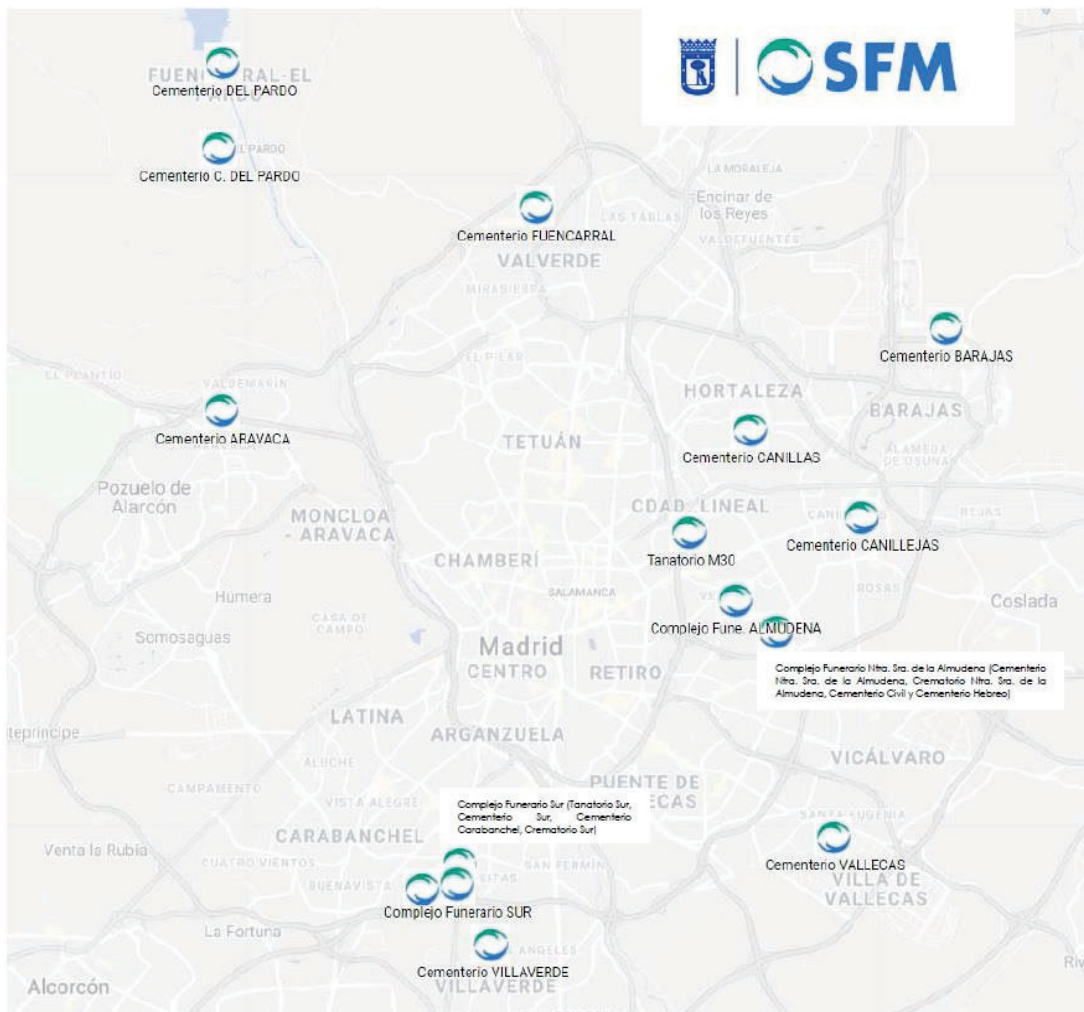 SFM
FUENCARRAL-EL
PARDO
Cementerio DEL PARDO
EL PARDO
Cementerio C. DEL PARDO
LA MORALEJA
Encinar de
los Reyes
LAS TABLAS
Cementerio FUENCARRAL
VALDEFUENTES
VALVERDE
MIRASIERRA
Cementerio BARAJAS
EL PILAR
EL PLANTÍO
VALDEMARÍN
HORTALEZA
BARAJAS
Cementerio ARAVACA
TETUÁN
Cementerio CANILLAS
ALAMEDA
DE OSUNA
Pozuelo de
Alarcón
MONCLOA
- ARAVACA
CDAD. LINEAL
REJAS
Cementerio CANILLEJAS
CHAMBERÍ
Tanatorio M30
SALAMANCA
ROSAS
Húmera
Coslada
CASA DE
CAMPO
Somosaguas
Complejo Fune. ALMUDENA
Madrid
CENTRO
RETIRO
Complejo Funerario Ntra. Sra. de la Almudena (Cementerio
Ntra. Sra. de la Almudena, Crematorio Ntra. Sra. de la
Almudena, Cementerio Civil y Cementerio Hebreo)
LATINA
ARGANZUELA
teprincipe
VICÁLVARO
ALUCHE
CAMPAMENTO
PUENTE DE
VISTA ALEGRE
Complejo Funerario Sur (Tanatorio Sur,
Cementerio Sur, Cementerio
Carabanchel, Crematorio Sur)
SANTA EUGENIA
CARABANCHEL
Venta la Rubia
CUATRO VIENTOS
SAN FERMÍN
Cementerio VALLECAS
BUENAVISTA
VILLA DE
VALLECAS
Complejo Funerario SUR
La Fortuna
ANGELES
Cementerio VILLAVERDE
VILLAVERDE
Alcorcón